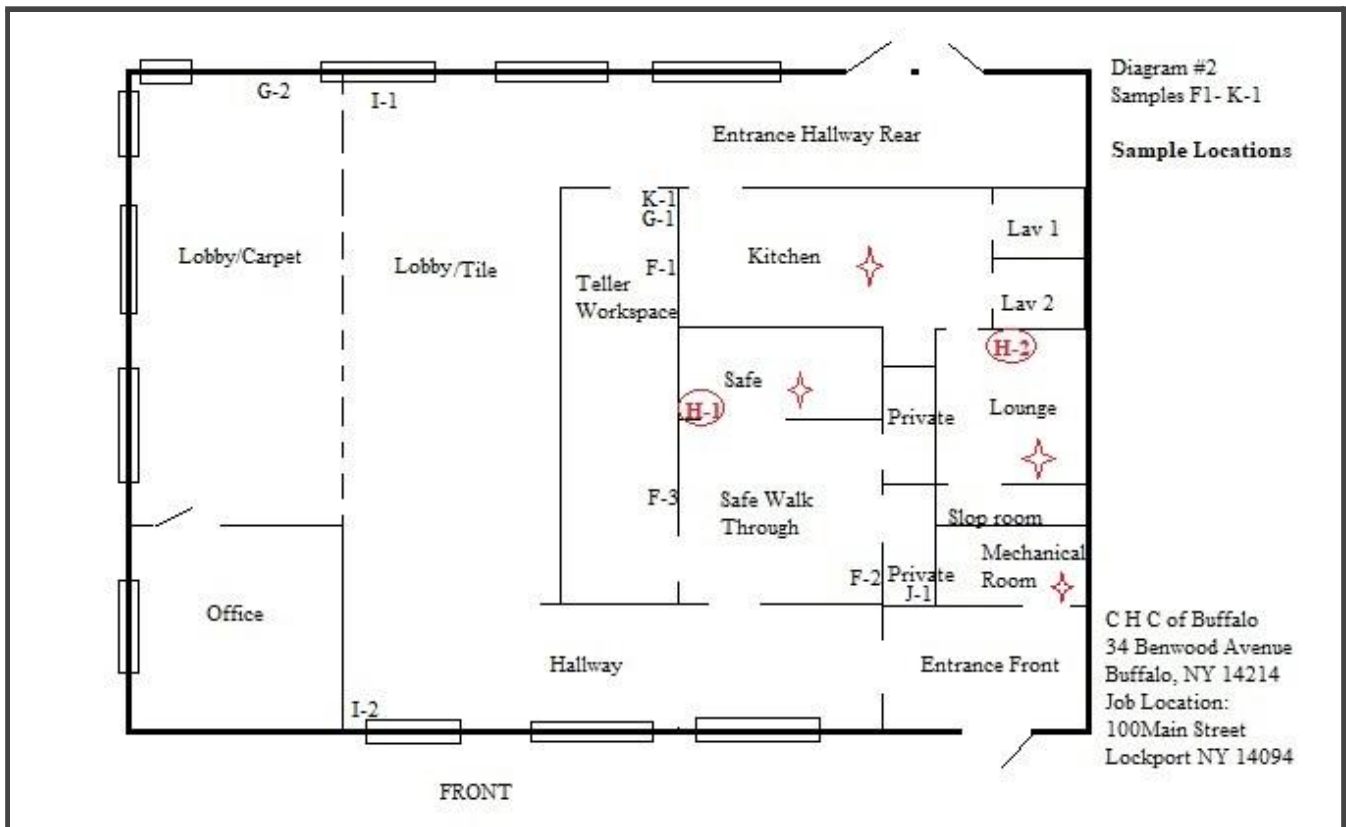 Diagram #2
Samples F1- K-1
Sample Locations
G-2
I-1
Entrance Hallway Rear
K-1
G-1
F-1
Lobby/Carpet
Lobby/Tile
Teller
Workspace
Kitchen
Lav 1
Lav 2
H-2
Safe
H-1
Private
Lounge
F-3
Safe Walk
Through
Slop room
Mechanical
Room
F-2
Private
J-1
Office
Hallway
Entrance Front
I-2
FRONT
C H C of Buffalo
34 Benwood Avenue
Buffalo, NY 14214
Job Location:
100Main Street
Lockport NY 14094